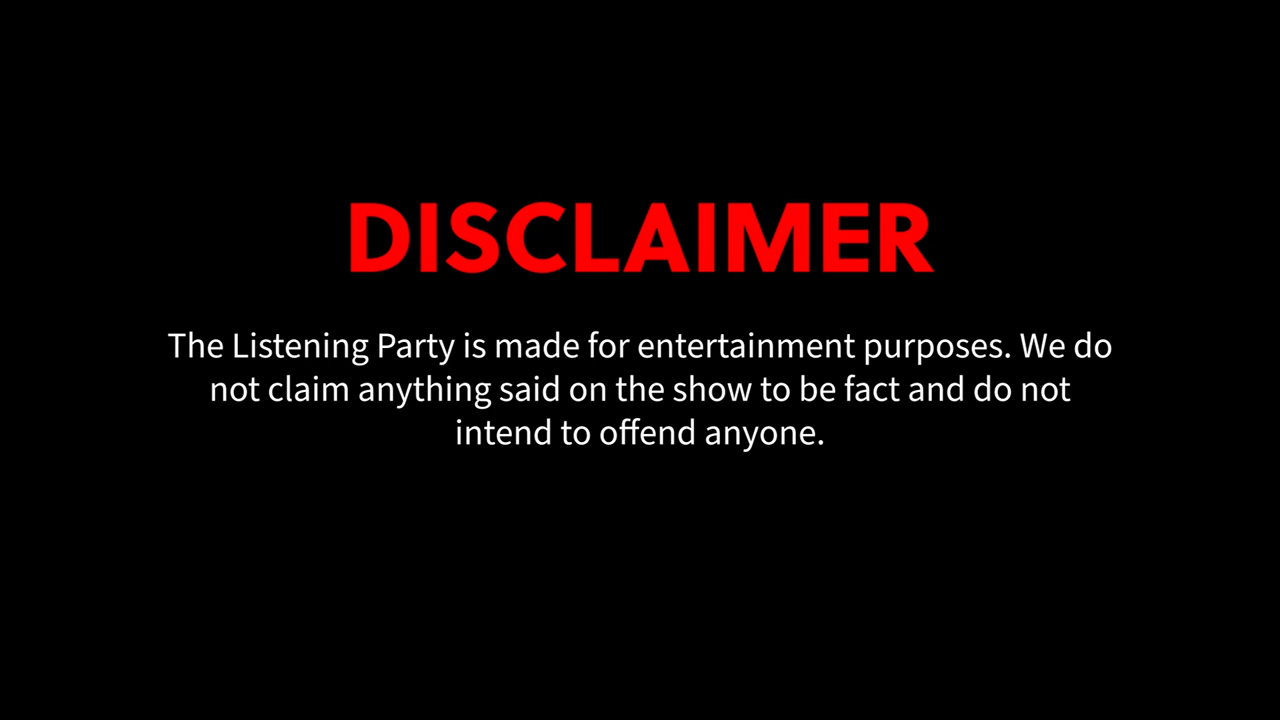 DISCLAIMER
The Listening Party is made for entertainment purposes. We do
not claim anything said on the show to be fact and do not
intend to offend anyone.